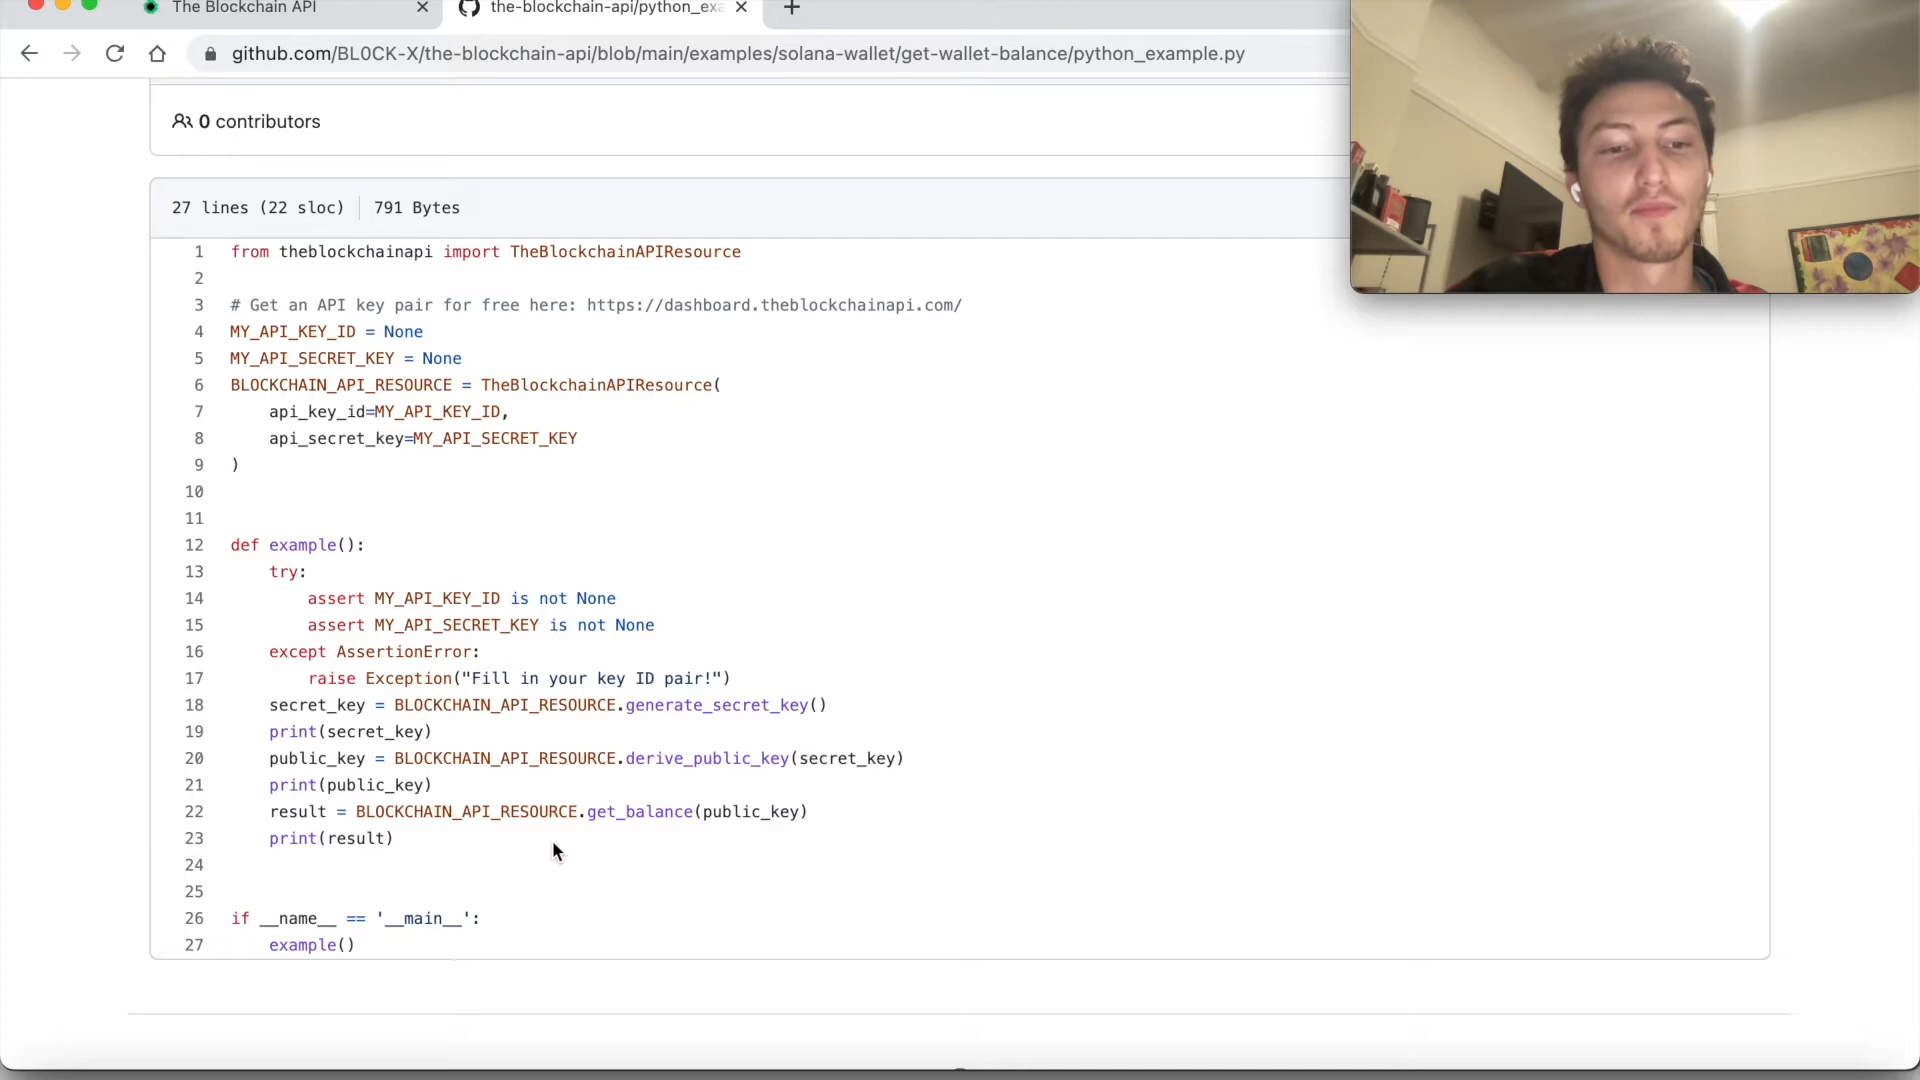 The Blockchain API
the-blockchain-api/python_exa
github.com/BL0CK-X/the-blockchain-api/blob/main/examples/solana-wallet/get-wallet-balance/python_example.py
0 contributors
27 lines (22 sloc) 791 Bytes
1 from theblockchainapi import TheBlockchainAPIResource
2
3 # Get an API key pair for free here: https://dashboard.theblockchainapi.com/
4 MY_API_KEY_ID = None
5 MY_API_SECRET_KEY = None
6 BLOCKCHAIN_API_RESOURCE = TheBlockchainAPIResource(
7 api_key_id=MY_API_KEY_ID,
8 api_secret_key=MY_API_SECRET_KEY
9 )
10
11
12 def example():
13 try:
14 assert MY_API_KEY_ID is not None
15 assert MY_API_SECRET_KEY is not None
16 except AssertionError:
17 raise Exception("Fill in your key ID pair!")
18 secret_key = BLOCKCHAIN_API_RESOURCE.generate_secret_key()
19 print(secret_key)
20 public_key = BLOCKCHAIN_API_RESOURCE.derive_public_key(secret_key)
21 print(public_key)
22 result = BLOCKCHAIN_API_RESOURCE.get_balance(public_key)
23 print(result)
24
25
26 if __name__ == '__main__':
27 example()